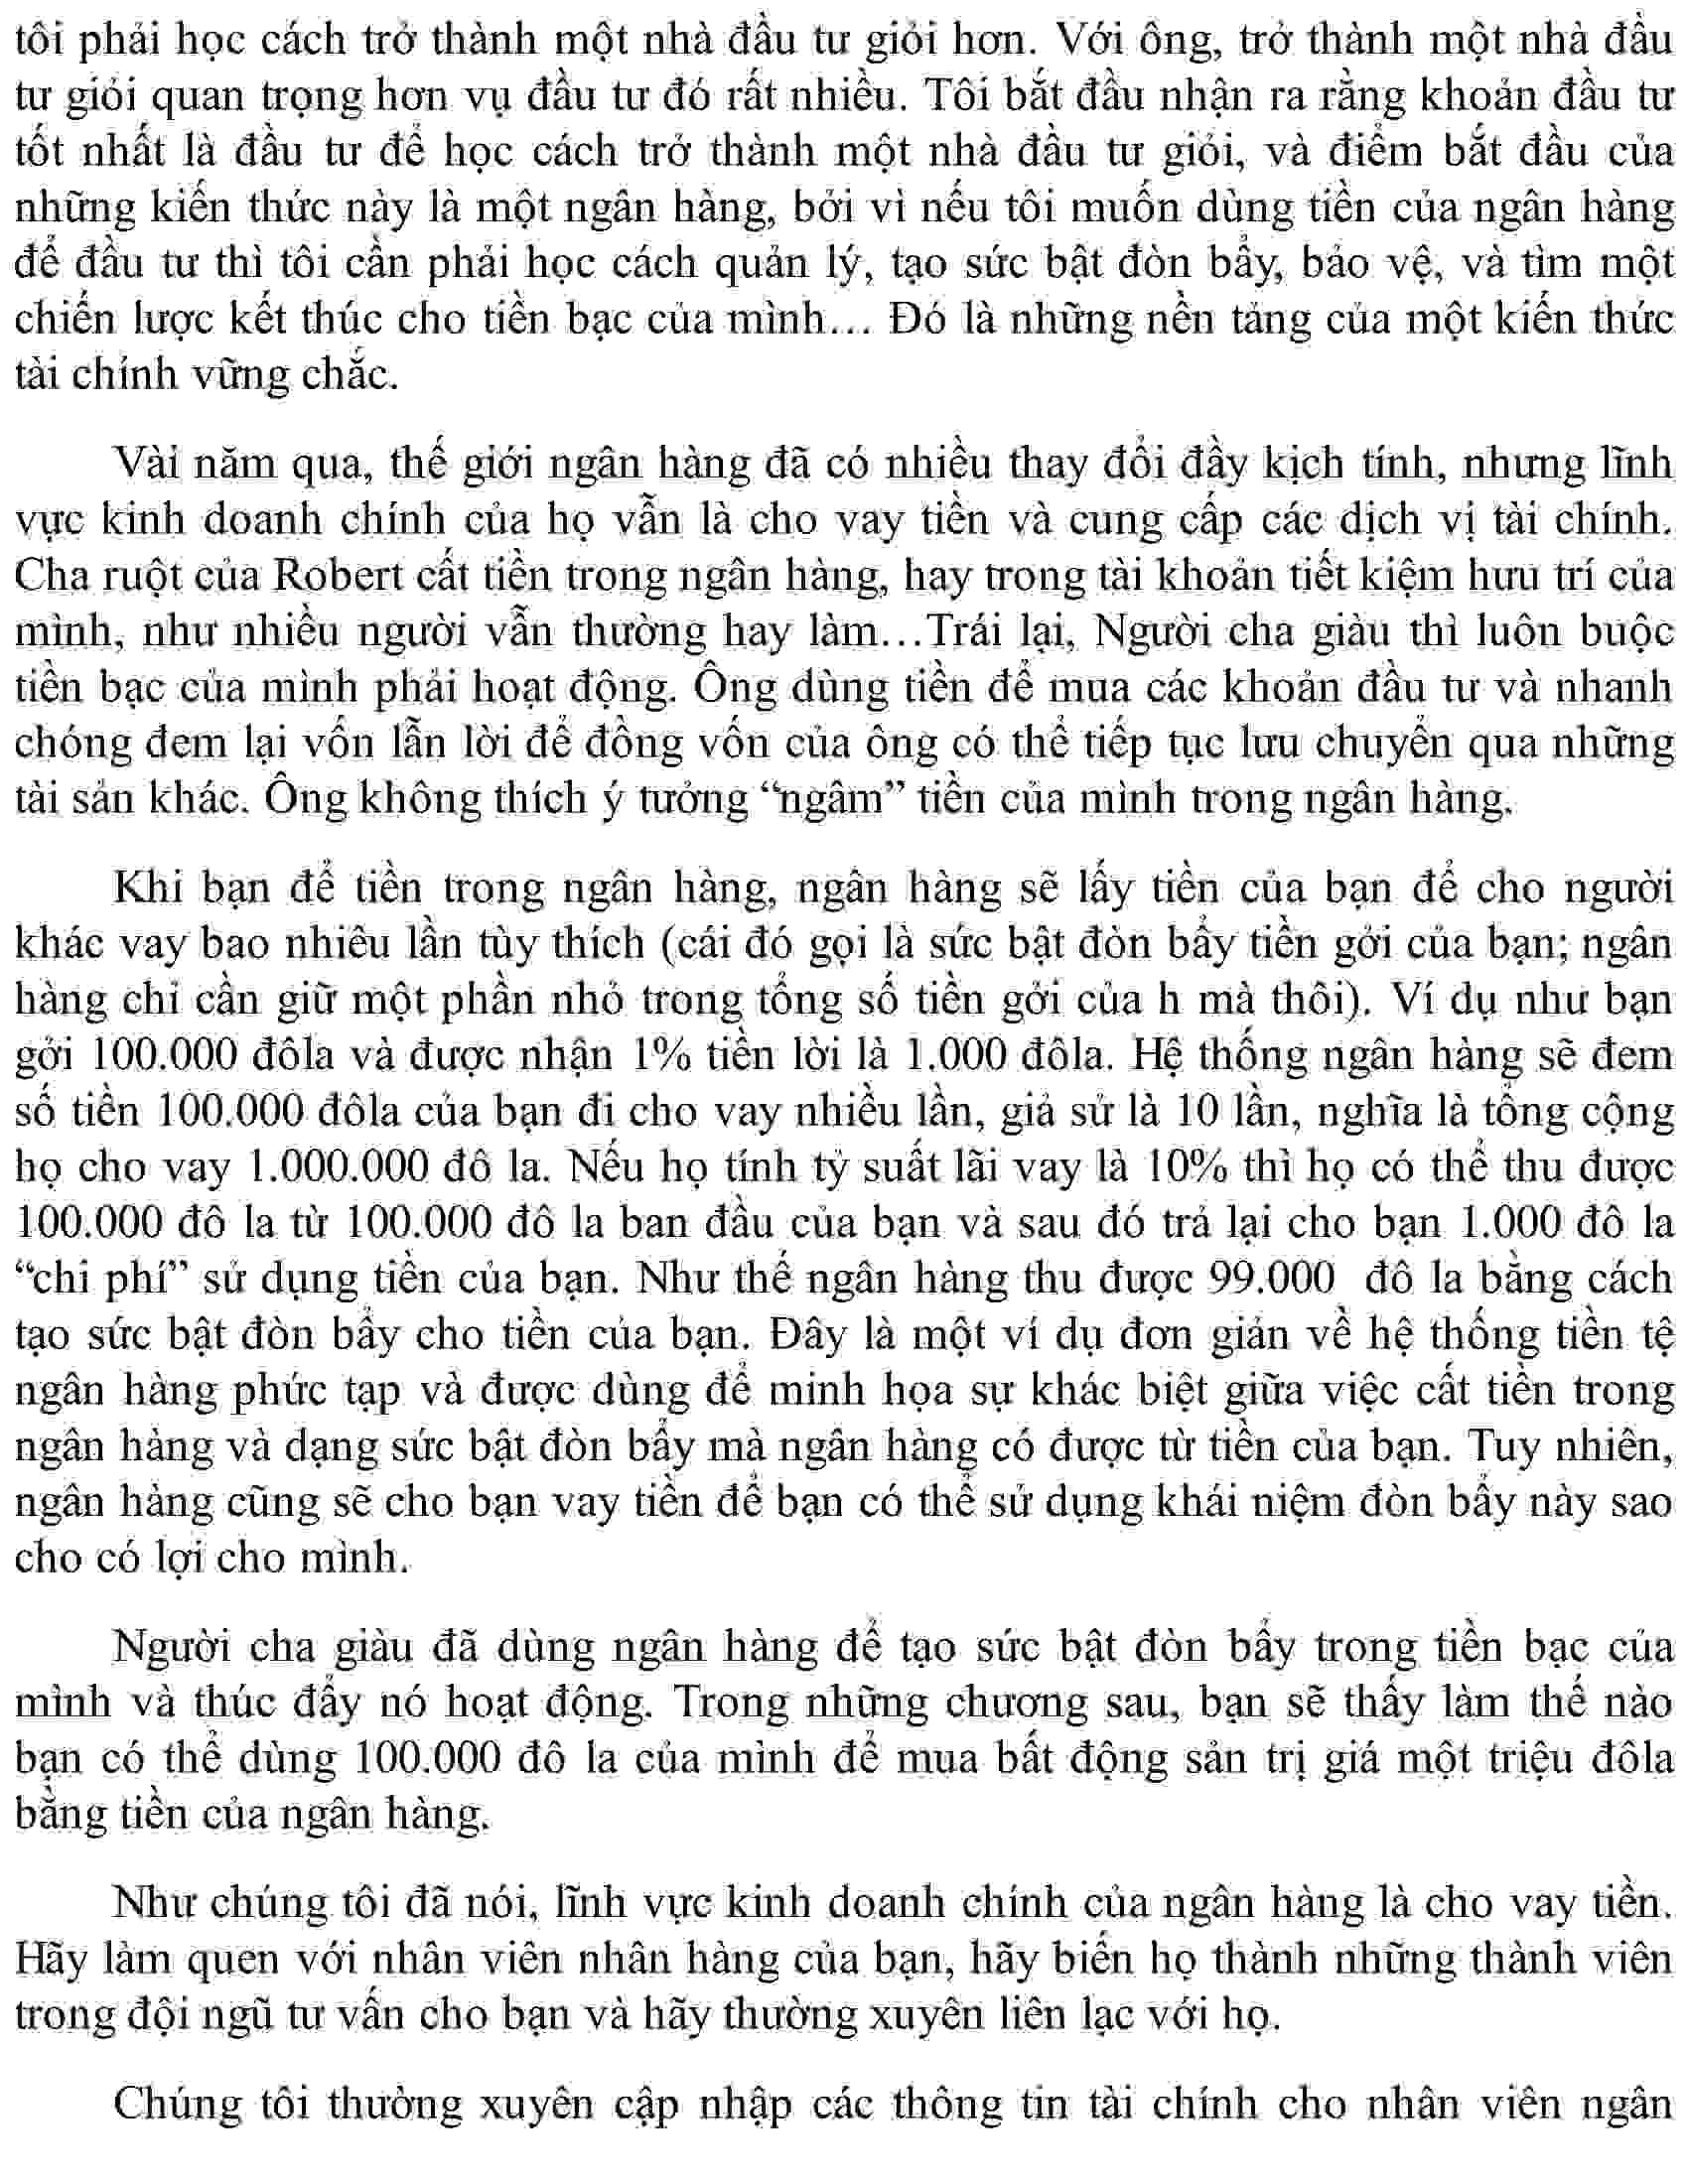 tôi phải học cách trở thành một nhà đầu tư giỏi hơn. Với ông, trở thành một nhà đầu
tư giỏi quan trọng hơn vụ đầu tư đó rất nhiều. Tôi bắt đầu nhận ra rằng khoản đầu tư
tốt nhất là đầu tư để học cách trở thành một nhà đầu tư giỏi, và điểm bắt đầu của
những kiến thức này là một ngân hàng, bởi vì nếu tôi muốn dùng tiền của ngân hàng
để đầu tư thì tôi cần phải học cách quản lý, tạo sức bật đòn bẩy, bảo vệ, và tìm một
chiến lược kết thúc cho tiền bạc của mình... Đó là những nền tảng của một kiến thức
tài chính vững chắc.
Vài năm qua, thế giới ngân hàng đã có nhiều thay đổi đầy kịch tính, nhưng lĩnh
vực kinh doanh chính của họ vẫn là cho vay tiền và cung cấp các dịch vị tài chính.
Cha ruột của Robert cất tiền trong ngân hàng, hay trong tài khoản tiết kiệm hưu trí của
mình, như nhiều người vẫn thường hay làm...Trái lại, Người cha giàu thì luôn buộc
tiền bạc của mình phải hoạt động. Ông dùng tiền để mua các khoản đầu tư và nhanh
chóng đem lại vốn lẫn lời để đồng vốn của ông có thể tiếp tục lưu chuyển qua những
tài sản khác. Ông không thích ý tưởng “ngâm” tiền của mình trong ngân hàng.
Khi bạn để tiền trong ngân hàng, ngân hàng sẽ lấy tiền của bạn để cho người
khác vay bao nhiêu lần tùy thích (cái đó gọi là sức bật đòn bẩy tiền gởi của bạn; ngân
hàng chỉ cần giữ một phần nhỏ trong tổng số tiền gởi của h mà thôi). Ví dụ như bạn
gởi 100.000 đôla và được nhận 1% tiền lời là 1.000 đôla. Hệ thống ngân hàng sẽ đem
số tiền 100.000 đôla của bạn đi cho vay nhiều lần, giả sử là 10 lần, nghĩa là tổng cộng
họ cho vay 1.000.000 đô la. Nếu họ tính tỷ suất lãi vay là 10% thì họ có thể thu được
100.000 đô la từ 100.000 đô la ban đầu của bạn và sau đó trả lại cho bạn 1.000 đô la
“chi phí” sử dụng tiền của bạn. Như thế ngân hàng thu được 99.000 đô la bằng cách
tạo sức bật đòn bẩy cho tiền của bạn. Đây là một ví dụ đơn giản về hệ thống tiền tệ
ngân hàng phức tạp và được dùng để minh họa sự khác biệt giữa việc cất tiền trong
ngân hàng và dạng sức bật đòn bẩy mà ngân hàng có được từ tiền của bạn. Tuy nhiên,
ngân hàng cũng sẽ cho bạn vay tiền để bạn có thể sử dụng khái niệm đòn bẩy này sao
cho có lợi cho mình.
Người cha giàu đã dùng ngân hàng để tạo sức bật đòn bẩy trong tiền bạc của
mình và thúc đẩy nó hoạt động. Trong những chương sau, bạn sẽ thấy làm thế nào
bạn có thể dùng 100.000 đô la của mình để mua bất động sản trị giá một triệu đôla
bằng tiền của ngân hàng.
Như chúng tôi đã nói, lĩnh vực kinh doanh chính của ngân hàng là cho vay tiền.
Hãy làm quen với nhân viên nhân hàng của bạn, hãy biến họ thành những thành viên
trong đội ngũ tư vấn cho bạn và hãy thường xuyên liên lạc với họ.
Chúng tôi thường xuyên cập nhập các thông tin tài chính cho nhân viên ngân